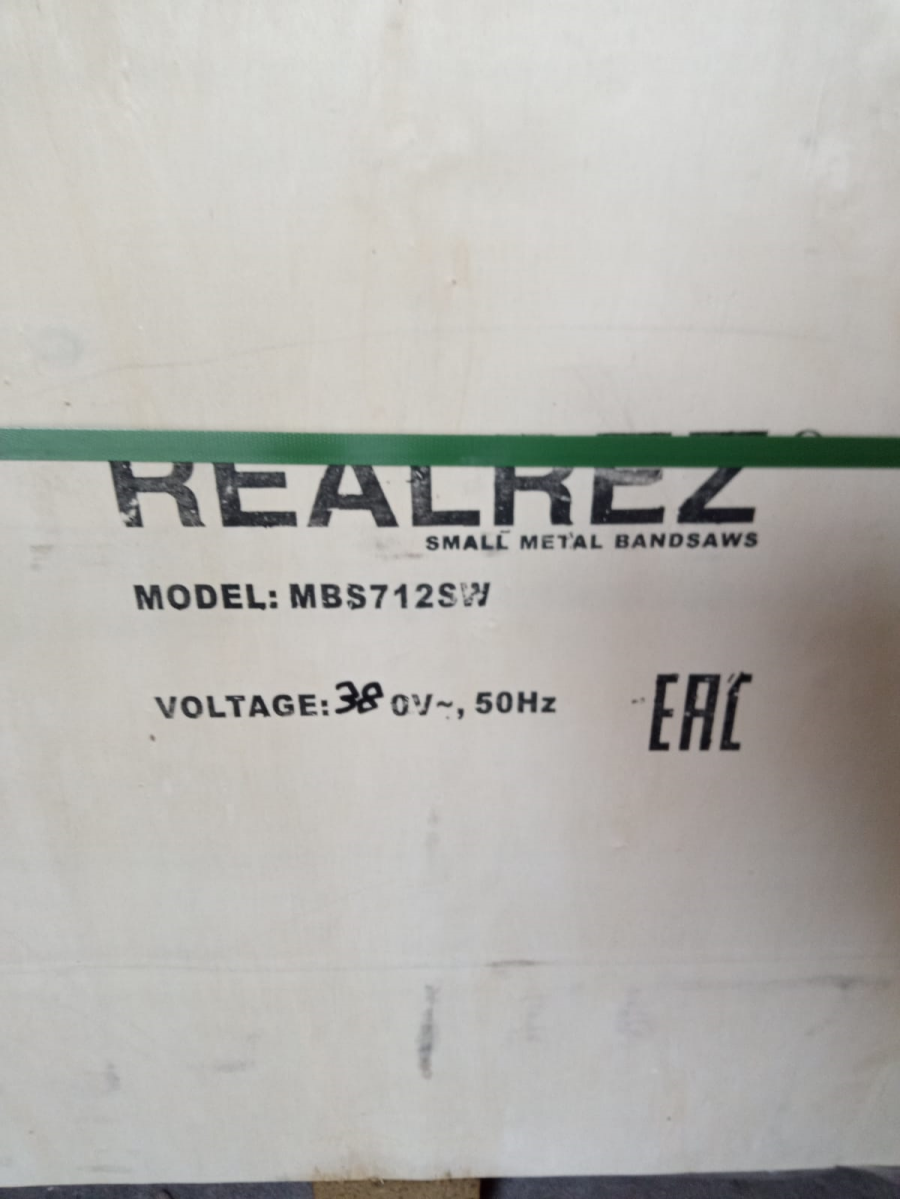 REALREZ
SMALL METAL BANDSAWS
MODEL: MBS712SW
VOLTAGE: 380V~, 50Hz
EAC